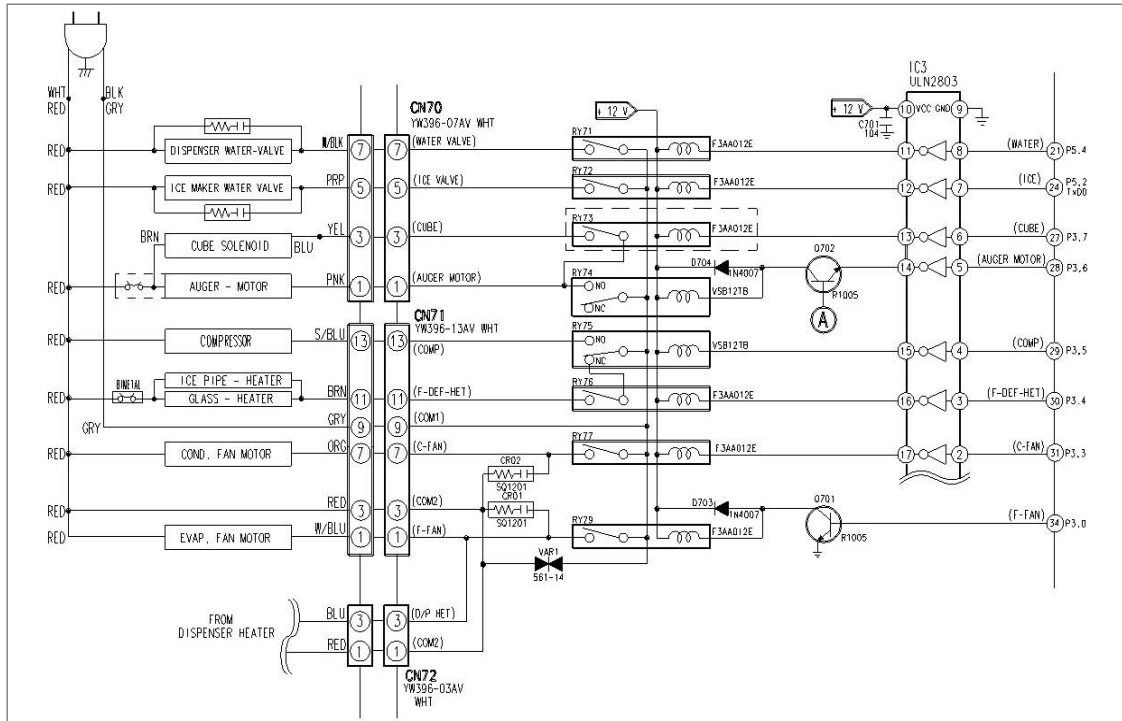 WHT BLK
RED GRY
CN70
YW396-07AV WHT
+ 12 V
IC3
ULN2803
+ 12 V
10 VCC GND 9
C701
104
RED DISPENSER WATER-VALVE W/BLK 7 7 (WATER VALVE) RY71 F3AA012E 11 8 (WATER) 21 P5.4
RED ICE MAKER WATER VALVE PRP 5 5 (ICE VALVE) RY72 F3AA012E 12 7 (ICE) 24 P5.2
TxD0
BRN CUBE SOLENOID YEL 3 3 (CUBE) RY73 F3AA012E 13 6 (CUBE) 27 P3.7
BLU
D704 1N4007 Q702 14 5 (AUGER MOTOR) 28 P3.6
RED AUGER - MOTOR PNK 1 1 (AUGER MOTOR) RY74 NO VSB12TB R1005
NC
A
CN71
YW396-13AV WHT
RED COMPRESSOR S/BLU 13 13 (COMP) RY75 NO VSB12TB 15 4 (COMP) 29 P3.5
NC
BIMETAL ICE PIPE - HEATER
RED GLASS - HEATER BRN 11 11 (F-DEF-HET) RY76 F3AA012E 16 3 (F-DEF-HET) 30 P3.4
GRY GRY 9 9 (COM1)
RED COND. FAN MOTOR ORG 7 7 (C-FAN) RY77 F3AA012E 17 2 (C-FAN) 31 P3.3
CR02
SQ1201
CR01
SQ1201
RED RED 3 3 (COM2) D703 1N4007 Q701
RED EVAP. FAN MOTOR W/BLU 1 1 (F-FAN) RY79 F3AA012E R1005 (F-FAN) 34 P3.0
VAR1
561-14
FROM
DISPENSER HEATER
BLU 3 3 (D/P HET)
RED 1 1 (COM2)
CN72
YW396-03AV
WHT